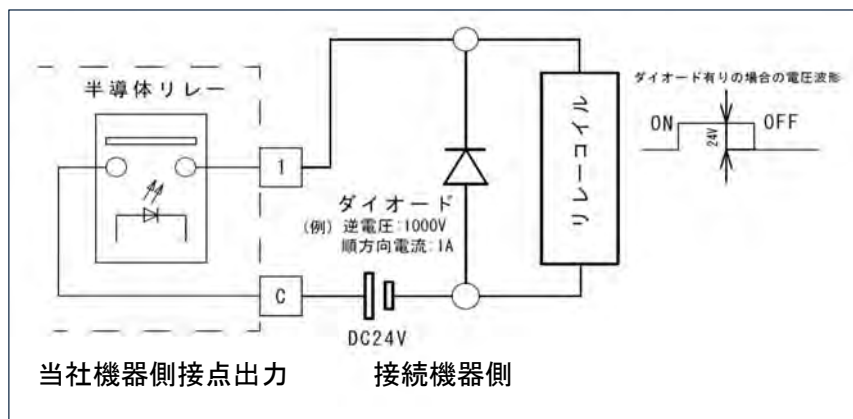 半導体リレー
1
C
ダイオード
(例) 逆電圧:1000V
順方向電流:1A
DC24V
リレーコイル
ダイオード有りの場合の電圧波形
ON
24V
OFF
当社機器側接点出力
接続機器側